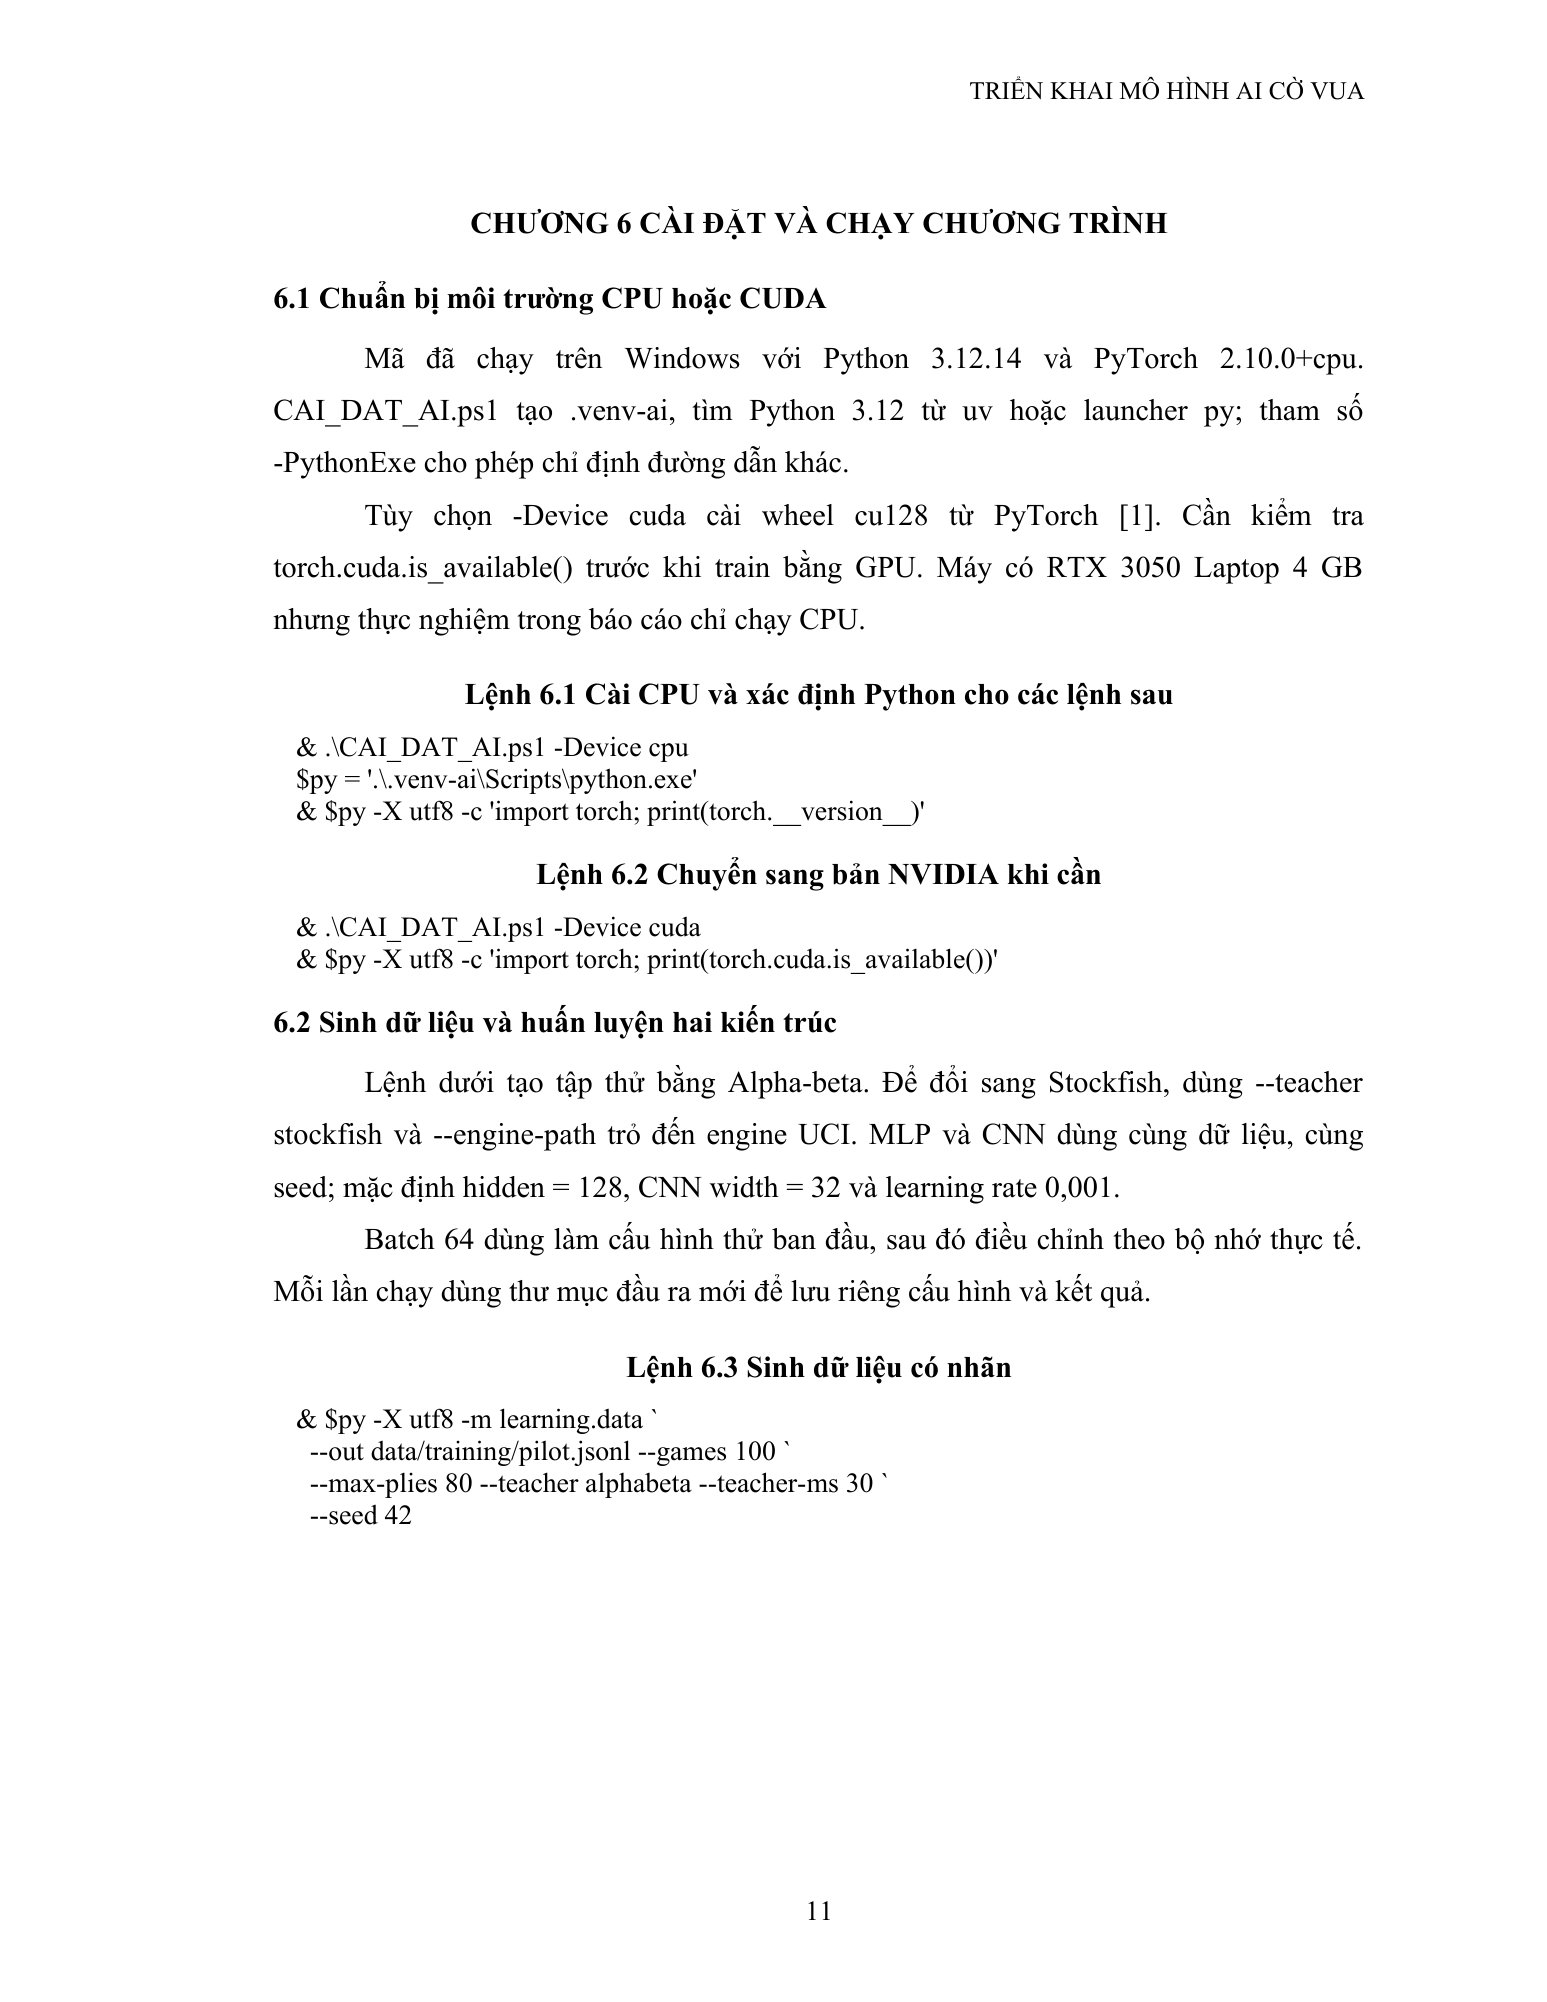 TRIỂN KHAI MÔ HÌNH AI CỜ VUA
CHƯƠNG 6 CÀI ĐẶT VÀ CHẠY CHƯƠNG TRÌNH
6.1 Chuẩn bị môi trường CPU hoặc CUDA
Mã đã chạy trên Windows với Python 3.12.14 và PyTorch 2.10.0+cpu.
CAI_DAT_AI.ps1 tạo .venv-ai, tìm Python 3.12 từ uv hoặc launcher py; tham số
-PythonExe cho phép chỉ định đường dẫn khác.
Tùy chọn -Device cuda cài wheel cu128 từ PyTorch [1]. Cần kiểm tra
torch.cuda.is_available() trước khi train bằng GPU. Máy có RTX 3050 Laptop 4 GB
nhưng thực nghiệm trong báo cáo chỉ chạy CPU.
Lệnh 6.1 Cài CPU và xác định Python cho các lệnh sau
& .\CAI_DAT_AI.ps1 -Device cpu
$py = '.\.venv-ai\Scripts\python.exe'
& $py -X utf8 -c 'import torch; print(torch.__version__)'
Lệnh 6.2 Chuyển sang bản NVIDIA khi cần
& .\CAI_DAT_AI.ps1 -Device cuda
& $py -X utf8 -c 'import torch; print(torch.cuda.is_available())'
6.2 Sinh dữ liệu và huấn luyện hai kiến trúc
Lệnh dưới tạo tập thử bằng Alpha-beta. Để đổi sang Stockfish, dùng --teacher
stockfish và --engine-path trỏ đến engine UCI. MLP và CNN dùng cùng dữ liệu, cùng
seed; mặc định hidden = 128, CNN width = 32 và learning rate 0,001.
Batch 64 dùng làm cấu hình thử ban đầu, sau đó điều chỉnh theo bộ nhớ thực tế.
Mỗi lần chạy dùng thư mục đầu ra mới để lưu riêng cấu hình và kết quả.
Lệnh 6.3 Sinh dữ liệu có nhãn
& $py -X utf8 -m learning.data `
--out data/training/pilot.jsonl --games 100 `
--max-plies 80 --teacher alphabeta --teacher-ms 30 `
--seed 42
11